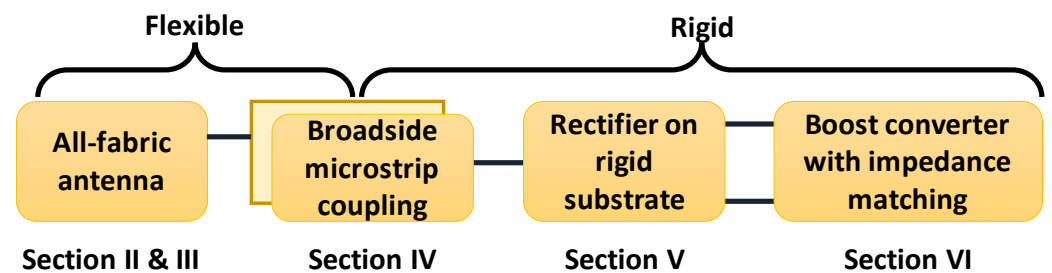 Flexible
Rigid
All-fabric
antenna
Broadside
microstrip
coupling
Rectifier on
rigid
substrate
Boost converter
with impedance
matching
Section II & III
Section IV
Section V
Section VI